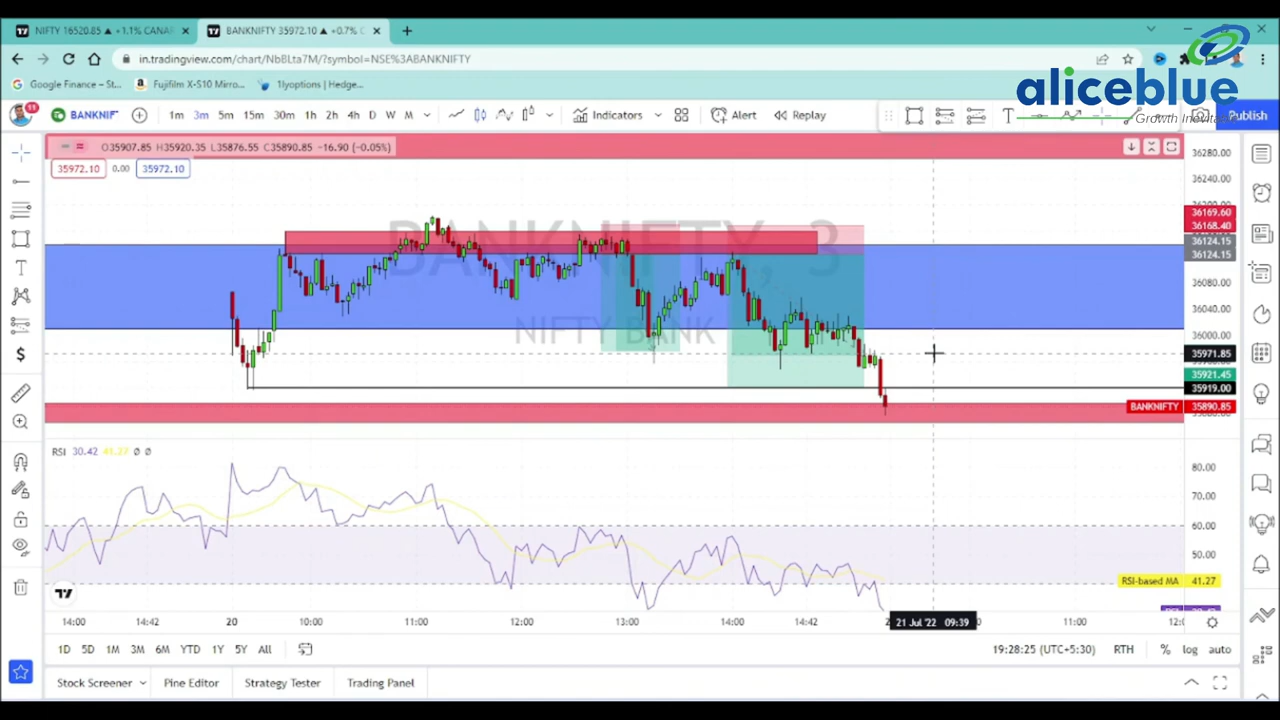 NIFTY 16520.85 ▲ +1.1% CANA
BANKNIFTY 35972.10 ▲ +0.7% C
in.tradingview.com/chart/NbBLta7M/?symbol=NSE%3ABANKNIFTY
Google Finance - St...
Fujifilm X-S10 Mirro...
1lyoptions | Hedge...
aliceblue
Growth Inevita
11
BANKNIF
1m 3m 5m 15m 30m 1h 2h 4h D W M
Indicators
Alert
Replay
T
Publish
O35907.85 H35920.35 L35876.55 C35890.85 −16.90 (−0.05%)
35972.10 0.00 35972.10
BANKNIFTY, 3
NIFTY BANK
36280.00
36240.00
36169.60
36168.40
36124.15
36124.15
36080.00
36040.00
36000.00
35971.85
35921.45
35919.00
BANKNIFTY 35890.85
RSI 30.42 41.27 Ø Ø
80.00
70.00
60.00
50.00
RSI-based MA 41.27
14:00 14:42 20 10:00 11:00 12:00 13:00 14:00 14:42 21 Jul '22 09:39 11:00
1D 5D 1M 3M 6M YTD 1Y 5Y All
19:28:25 (UTC+5:30) RTH % log auto
Stock Screener Pine Editor Strategy Tester Trading Panel